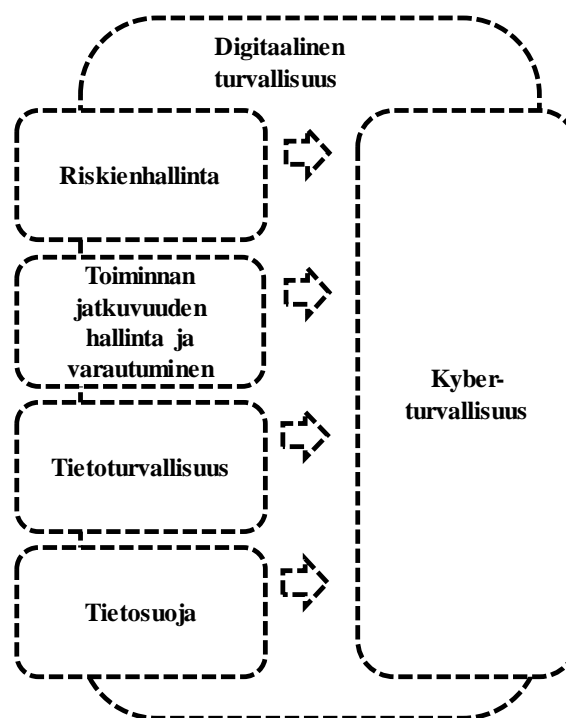 Digitaalinen
turvallisuus
Riskienhallinta
Toiminnan
jatkuvuuden
hallinta ja
varautuminen
Tietoturvallisuus
Tietosuoja
Kyber-
turvallisuus